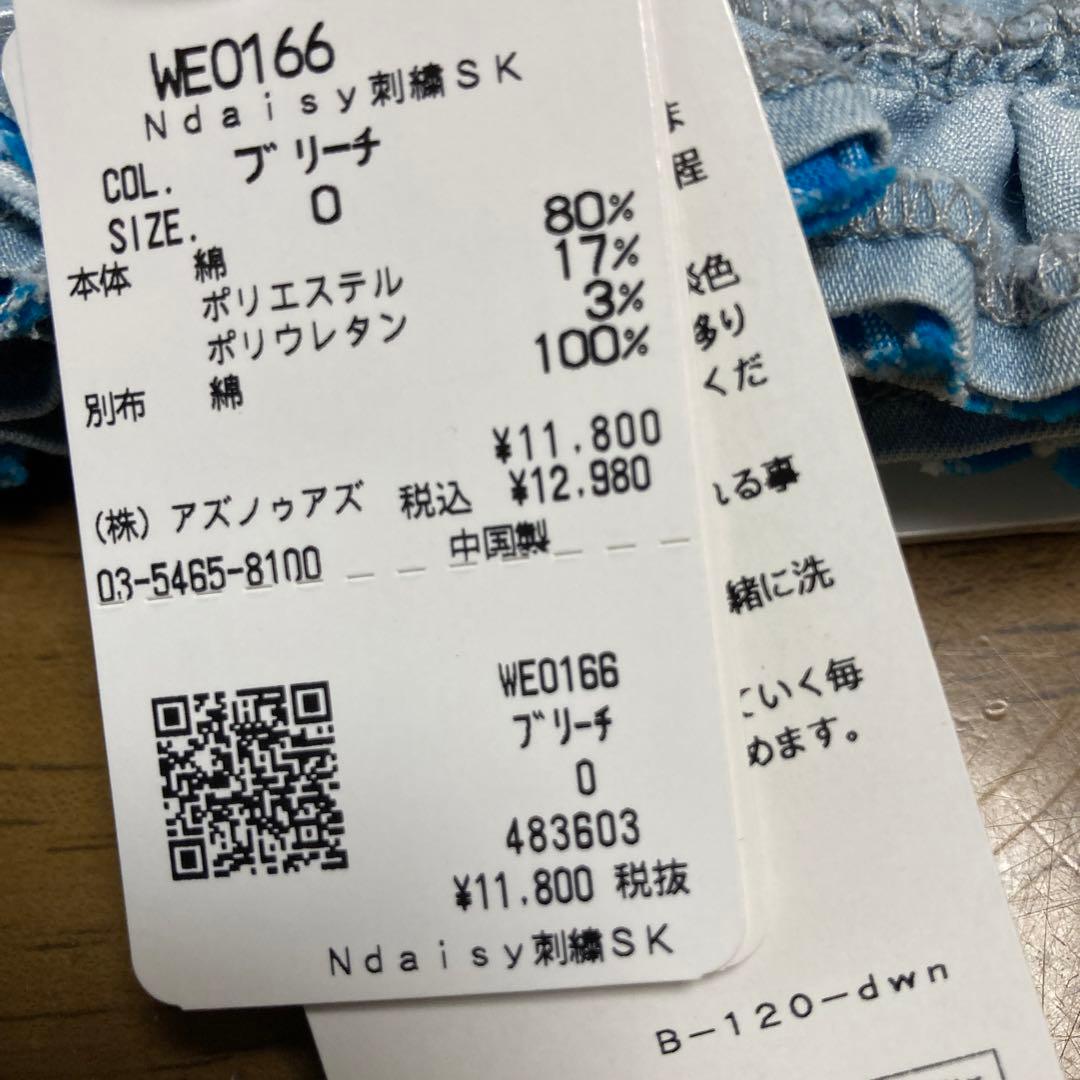 WE0166
Ndaisy刺繍SK
COL. ブリーチ
SIZE. 0
本体 綿 80%
ポリエステル 17%
ポリウレタン 3%
別布 綿 100%
¥11,800
(株) アズノゥアズ 税込 ¥12,980
03-5465-8100 中国製
WE0166
ブリーチ
0
483603
¥11,800 税抜
Ndaisy刺繍SK
程
色
多り
くだ
る事
緒に洗
いく毎
めます。
B-120-dwn